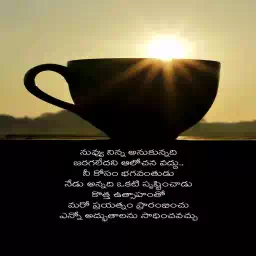 నువ్వు నిన్న అనుకున్నది
జరగలేదని ఆలోచన వద్దు..,
నీ కోసం భగవంతుడు
నేడు అన్నది ఒకటి సృష్టించాడు
కొత్త ఉత్సాహంతో
మరో ప్రయత్నం ప్రారంభించు
ఎన్నో అద్భుతాలను సాధించవచ్చు